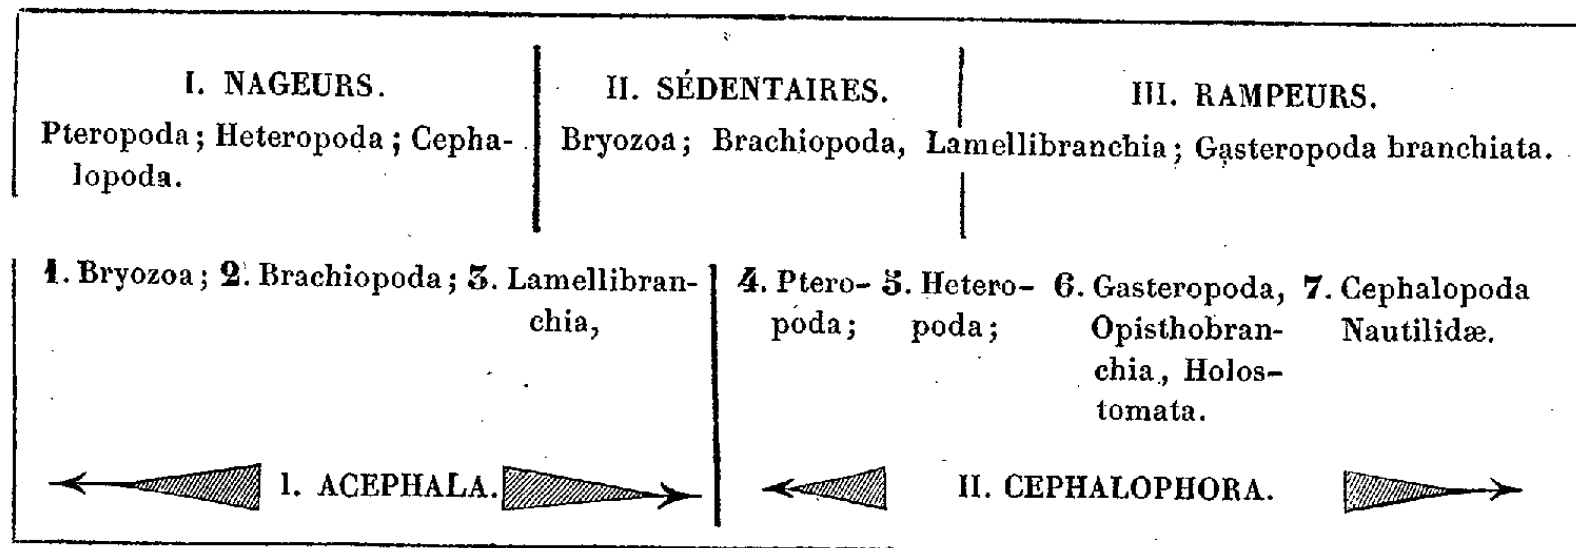 I. NAGEURS.
Pteropoda; Heteropoda; Cepha-
lopoda.
II. SÉDENTAIRES.
III. RAMPEURS.
Bryozoa; Brachiopoda, Lamellibranchia; Gasteropoda branchiata.
1. Bryozoa; 2. Brachiopoda; 3. Lamellibran-
chia,
4. Ptero-
poda;
5. Hetero-
poda;
6. Gasteropoda,
Opisthobran-
chia, Holos-
tomata.
7. Cephalopoda
Nautilidæ.
I. ACEPHALA.
II. CEPHALOPHORA.